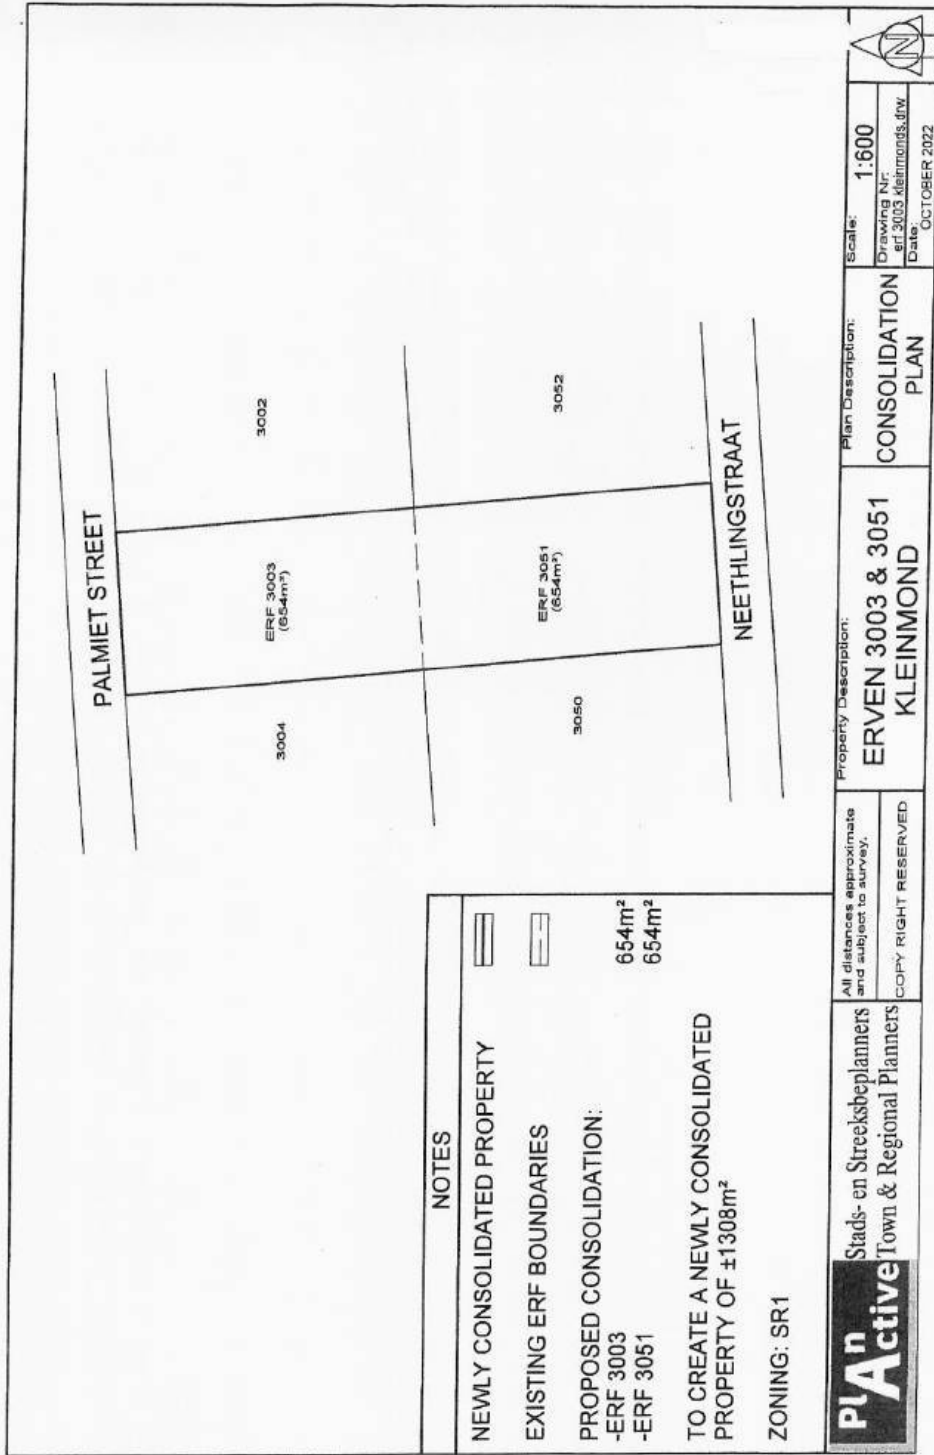 PALMIET STREET
3004
ERF 3003
(654m²)
3002
3050
ERF 3051
(654m²)
3052
NEETHLINGSTRAAT
NOTES
NEWLY CONSOLIDATED PROPERTY
EXISTING ERF BOUNDARIES
PROPOSED CONSOLIDATION:
-ERF 3003 654m²
-ERF 3051 654m²
TO CREATE A NEWLY CONSOLIDATED
PROPERTY OF ±1308m²
ZONING: SR1
PlAn
Active
Stads- en Streeksbeplanners
Town & Regional Planners
All distances approximate
and subject to survey.
COPY RIGHT RESERVED
Property Description:
ERVEN 3003 & 3051
KLEINMOND
Plan Description:
CONSOLIDATION
PLAN
Scale:
1:600
Drawing Nr:
erf 3003 kleinmonds.drw
Date:
OCTOBER 2022
N